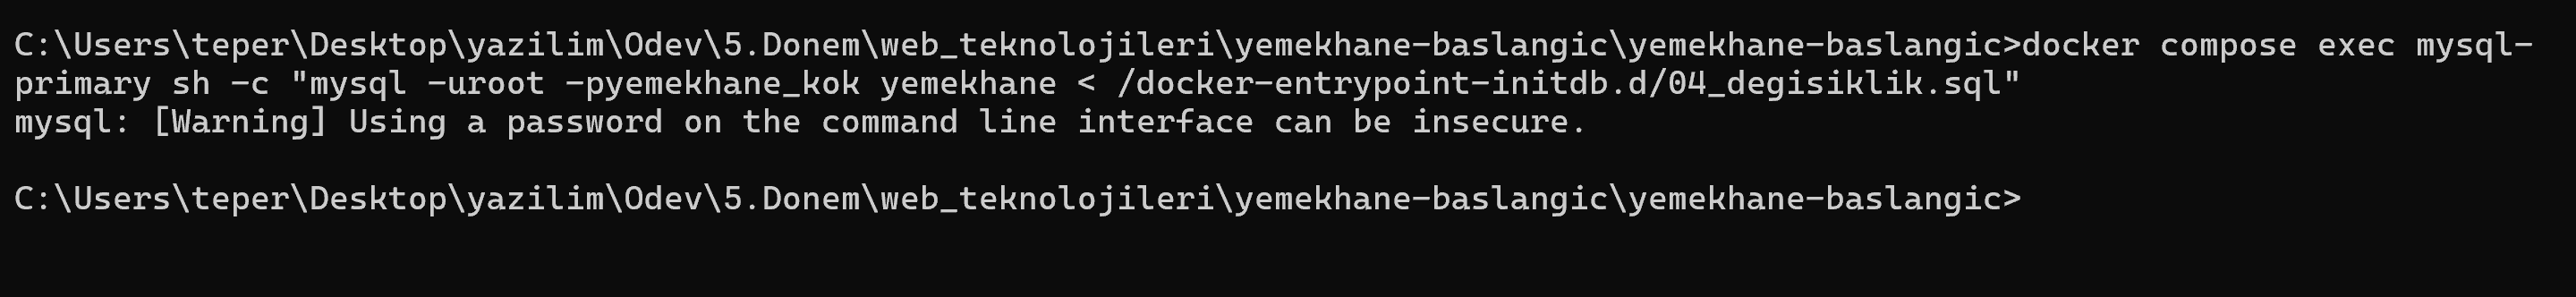 C:\Users\teper\Desktop\yazilim\Odev\5.Donem\web_teknolojileri\yemekhane-baslangic\yemekhane-baslangic>docker compose exec mysql-
primary sh -c "mysql -uroot -pyemekhane_kok yemekhane < /docker-entrypoint-initdb.d/04_degisiklik.sql"
mysql: [Warning] Using a password on the command line interface can be insecure.
C:\Users\teper\Desktop\yazilim\Odev\5.Donem\web_teknolojileri\yemekhane-baslangic\yemekhane-baslangic>